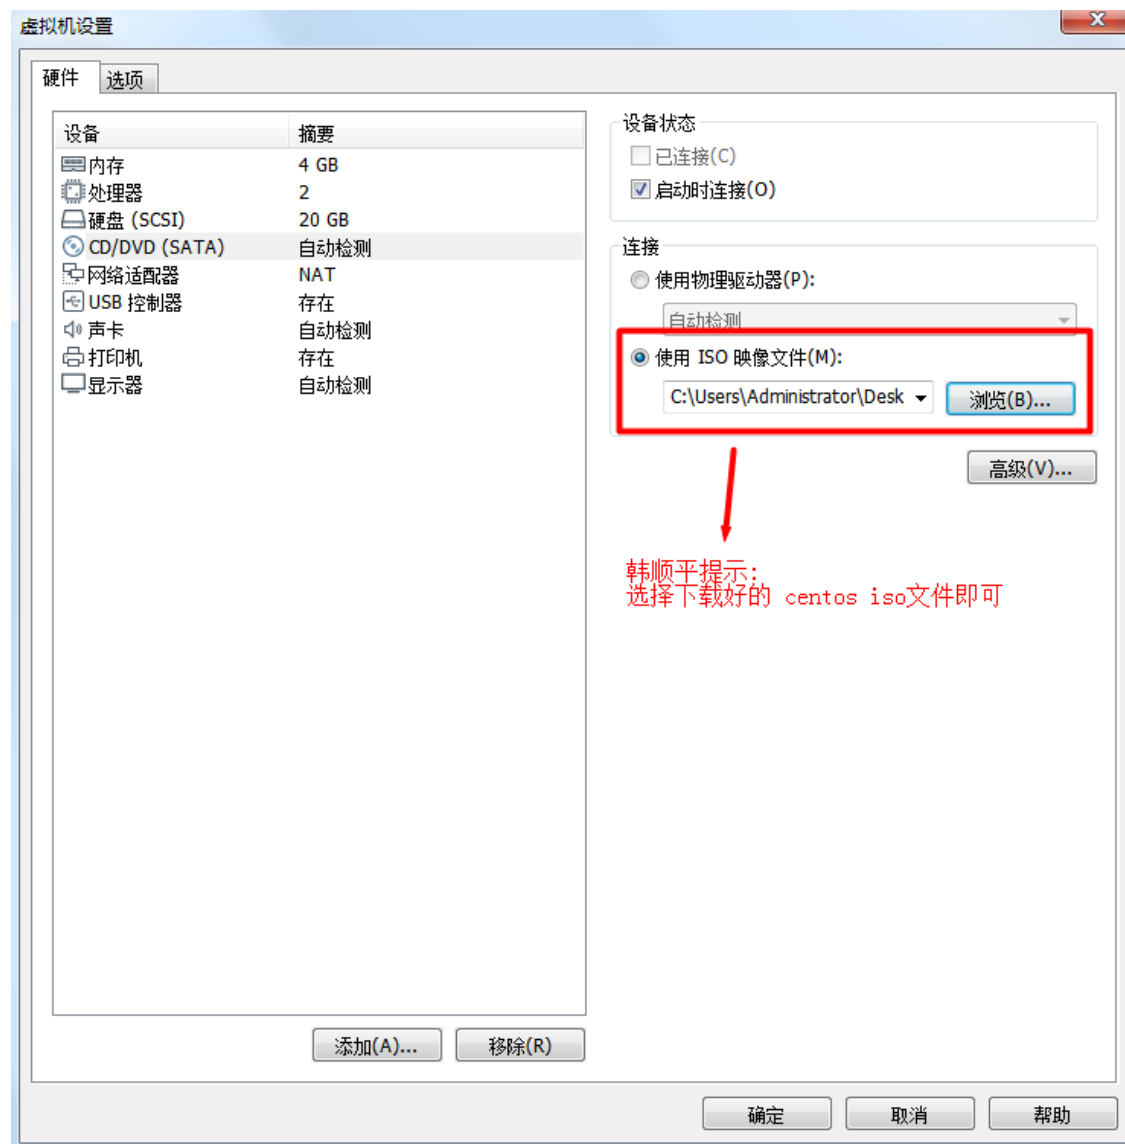 虚拟机设置
硬件 选项
设备 摘要
内存 4 GB
处理器 2
硬盘 (SCSI) 20 GB
CD/DVD (SATA) 自动检测
网络适配器 NAT
USB 控制器 存在
声卡 自动检测
打印机 存在
显示器 自动检测
添加(A)... 移除(R)
设备状态
已连接(C)
启动时连接(O)
连接
使用物理驱动器(P):
自动检测
使用 ISO 映像文件(M):
C:\Users\Administrator\Desk 浏览(B)...
高级(V)...
韩顺平提示:
选择下载好的 centos iso文件即可
确定 取消 帮助